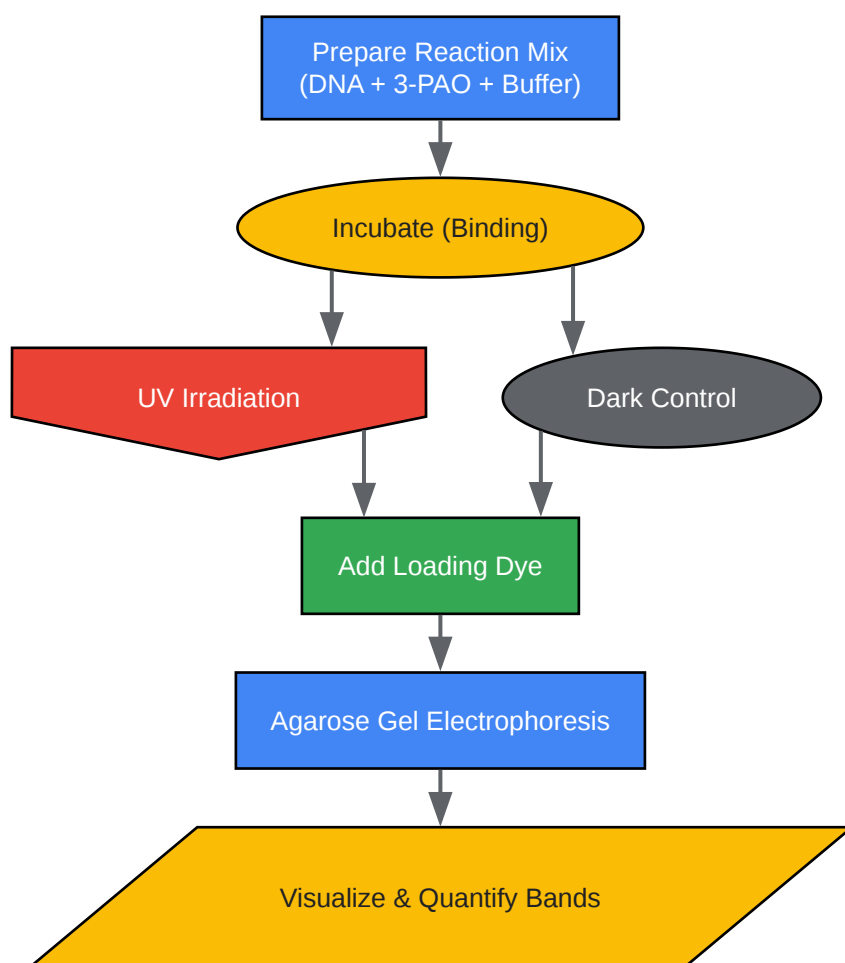 Prepare Reaction Mix
(DNA + 3-PAO + Buffer)
Incubate (Binding)
UV Irradiation
Dark Control
Add Loading Dye
Agarose Gel Electrophoresis
Visualize & Quantify Bands